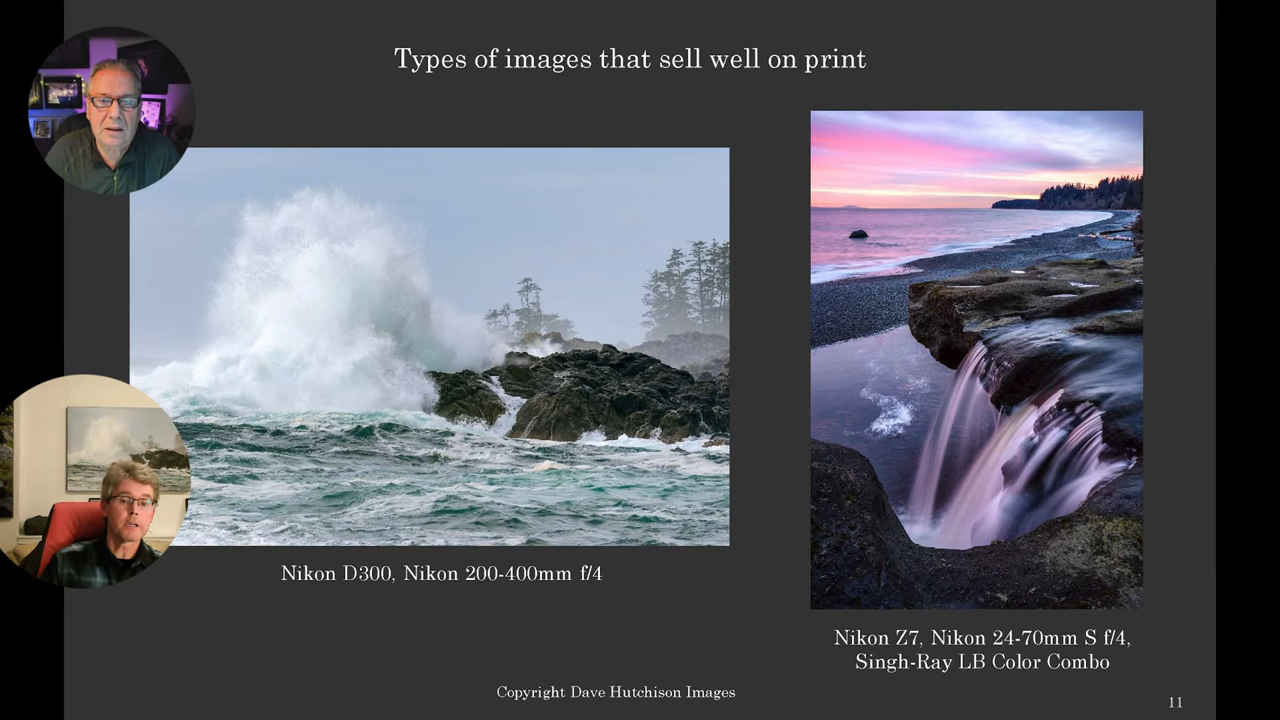 Types of images that sell well on print
Nikon D300, Nikon 200-400mm f/4
Nikon Z7, Nikon 24-70mm S f/4,
Singh-Ray LB Color Combo
Copyright Dave Hutchison Images
11